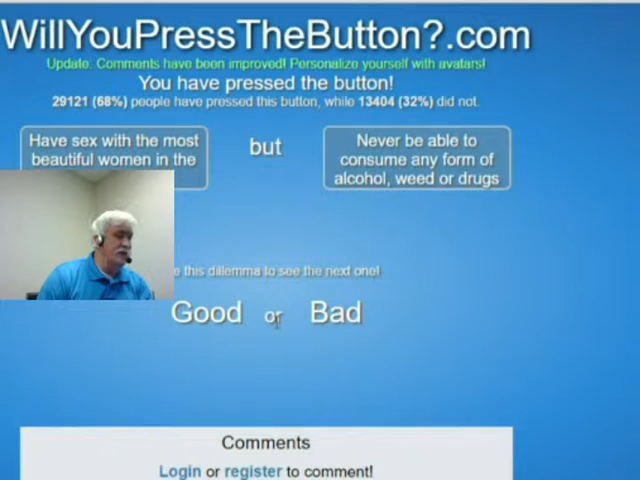 WillYouPressTheButton?.com
Update: Comments have been improved! Personalize yourself with avatars!
You have pressed the button!
29121 (68%) people have pressed this button, while 13404 (32%) did not.
Have sex with the most
beautiful women in the
but
Never be able to
consume any form of
alcohol, weed or drugs
this dilemma to see the next one!
Good or Bad
Comments
Login or register to comment!